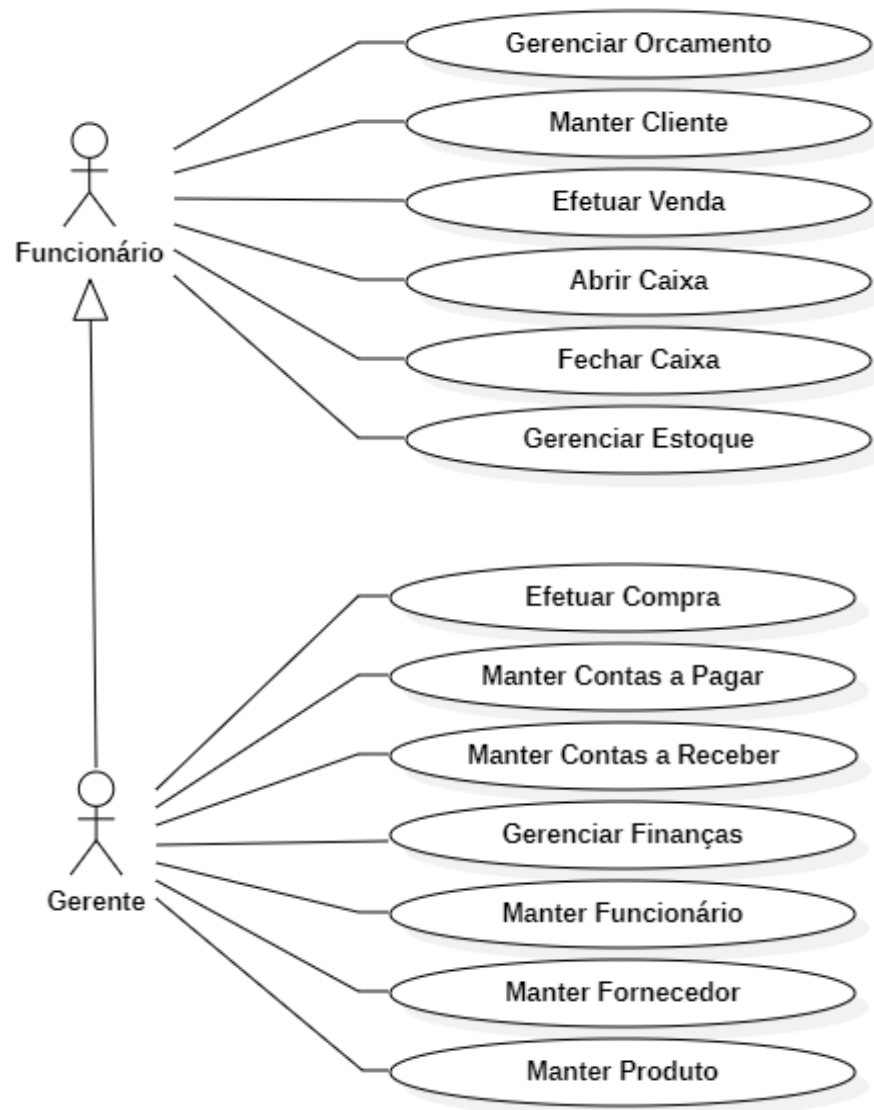 Gerenciar Orcamento
Manter Cliente
Efetuar Venda
Funcionário
Abrir Caixa
Fechar Caixa
Gerenciar Estoque
Efetuar Compra
Manter Contas a Pagar
Manter Contas a Receber
Gerenciar Finanças
Gerente
Manter Funcionário
Manter Fornecedor
Manter Produto